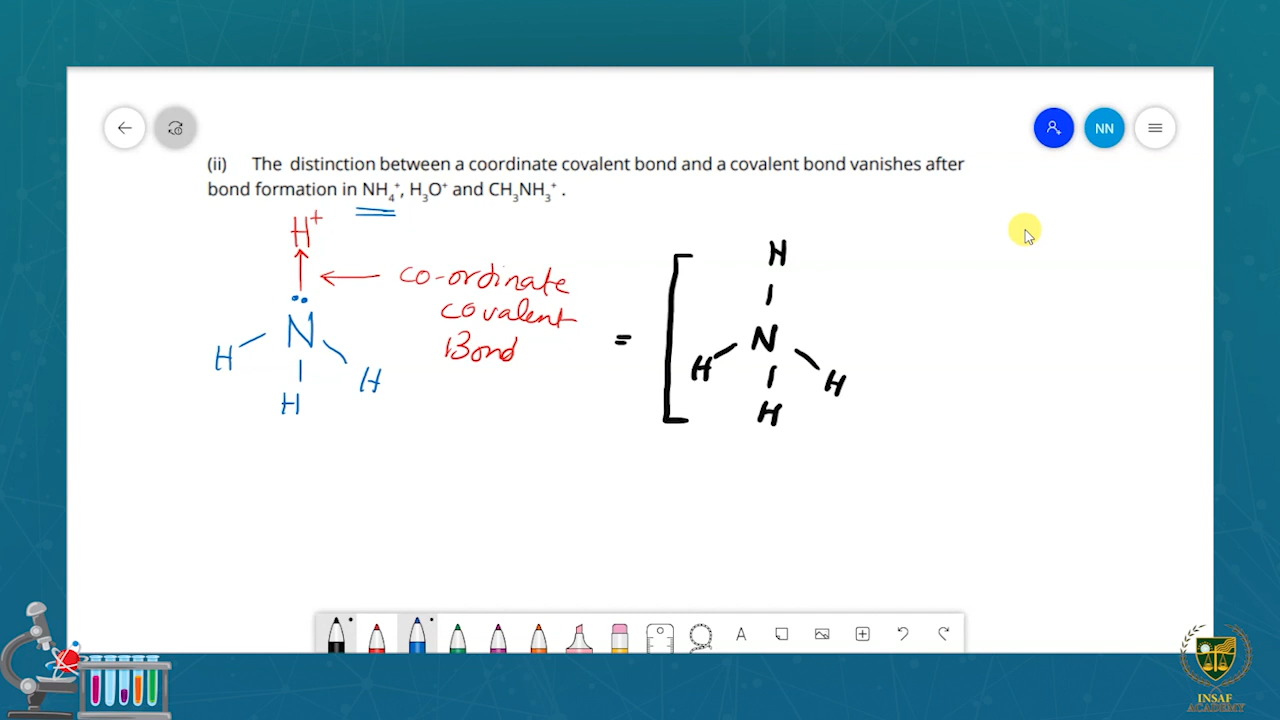 NN
(ii) The distinction between a coordinate covalent bond and a covalent bond vanishes after
bond formation in NH₄⁺, H₃O⁺ and CH₃NH₃⁺ .
H⁺
co-ordinate
covalent
Bond
N
H
H
H
=
[
H
N
H
H
H
A
INSAF
ACADEMY